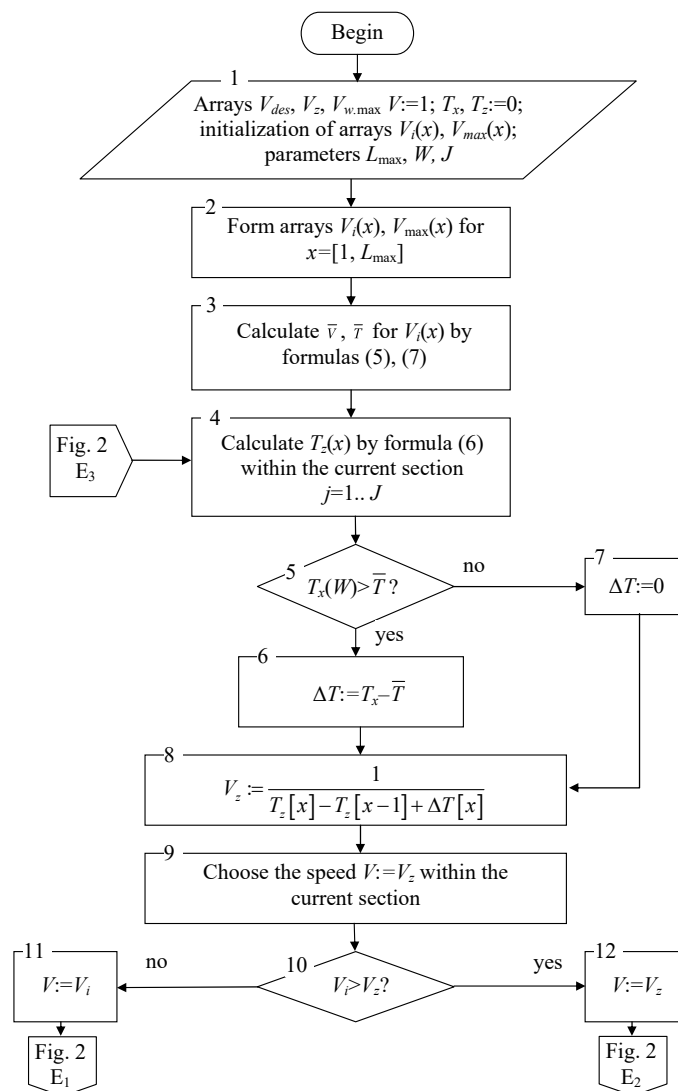 Begin
1
Arrays V_des, V_z, V_w.max V:=1; T_x, T_z:=0;
initialization of arrays V_i(x), V_max(x);
parameters L_max, W, J
2
Form arrays V_i(x), V_max(x) for
x=[1, L_max]
3
Calculate V̅, T̅ for V_i(x) by
formulas (5), (7)
4
Fig. 2
E₃
Calculate T_z(x) by formula (6)
within the current section
j=1.. J
5
T_x(W)>T̅?
no
yes
7
ΔT:=0
6
ΔT:=T_x–T̅
8
V_z := 1 / (T_z[x]−T_z[x−1]+ΔT[x])
9
Choose the speed V:=V_z within the
current section
10
V_i>V_z?
no
yes
11
V:=V_i
12
V:=V_z
Fig. 2
E₁
Fig. 2
E₂